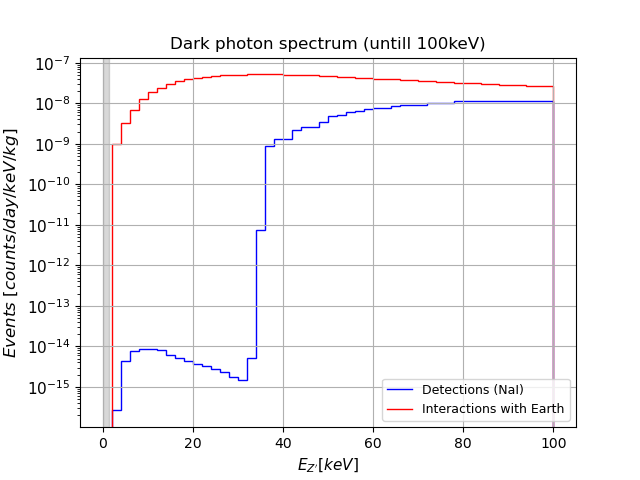 Dark photon spectrum (untill 100keV)
Events [counts/day/keV/kg]
10⁻⁷
10⁻⁸
10⁻⁹
10⁻¹⁰
10⁻¹¹
10⁻¹²
10⁻¹³
10⁻¹⁴
10⁻¹⁵
Detections (NaI)
Interactions with Earth
0 20 40 60 80 100
E_{Z'}[keV]